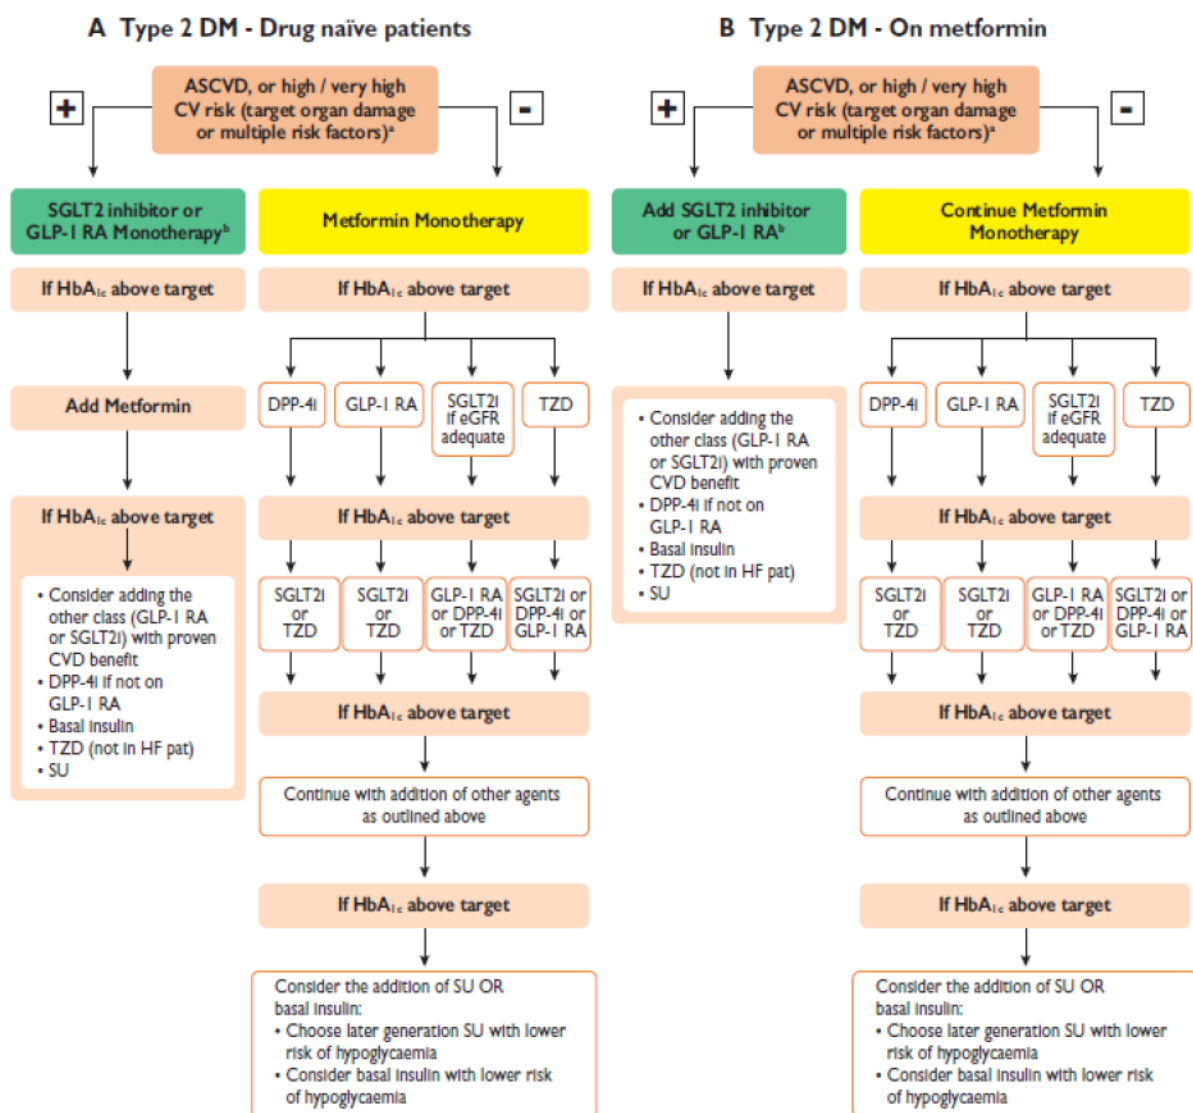 A Type 2 DM - Drug naïve patients
ASCVD, or high / very high
CV risk (target organ damage
or multiple risk factors)ᵃ
+
-
SGLT2 inhibitor or
GLP-1 RA Monotherapyᵇ
Metformin Monotherapy
If HbA₁c above target
If HbA₁c above target
DPP-4i
GLP-1 RA
SGLT2i
if eGFR
adequate
TZD
Add Metformin
If HbA₁c above target
If HbA₁c above target
• Consider adding the
other class (GLP-1 RA
or SGLT2i) with proven
CVD benefit
• DPP-4i if not on
GLP-1 RA
• Basal insulin
• TZD (not in HF pat)
• SU
SGLT2i
or
TZD
SGLT2i
or
TZD
GLP-1 RA
or DPP-4i
or TZD
SGLT2i or
DPP-4i or
GLP-1 RA
If HbA₁c above target
Continue with addition of other agents
as outlined above
If HbA₁c above target
Consider the addition of SU OR
basal insulin:
• Choose later generation SU with lower
risk of hypoglycaemia
• Consider basal insulin with lower risk
of hypoglycaemia
B Type 2 DM - On metformin
ASCVD, or high / very high
CV risk (target organ damage
or multiple risk factors)ᵃ
+
-
Add SGLT2 inhibitor
or GLP-1 RAᵇ
Continue Metformin
Monotherapy
If HbA₁c above target
If HbA₁c above target
• Consider adding the
other class (GLP-1 RA
or SGLT2i) with proven
CVD benefit
• DPP-4i if not on
GLP-1 RA
• Basal insulin
• TZD (not in HF pat)
• SU
DPP-4i
GLP-1 RA
SGLT2i
if eGFR
adequate
TZD
If HbA₁c above target
SGLT2i
or
TZD
SGLT2i
or
TZD
GLP-1 RA
or DPP-4i
or TZD
SGLT2i or
DPP-4i or
GLP-1 RA
If HbA₁c above target
Continue with addition of other agents
as outlined above
If HbA₁c above target
Consider the addition of SU OR
basal insulin:
• Choose later generation SU with lower
risk of hypoglycaemia
• Consider basal insulin with lower risk
of hypoglycaemia